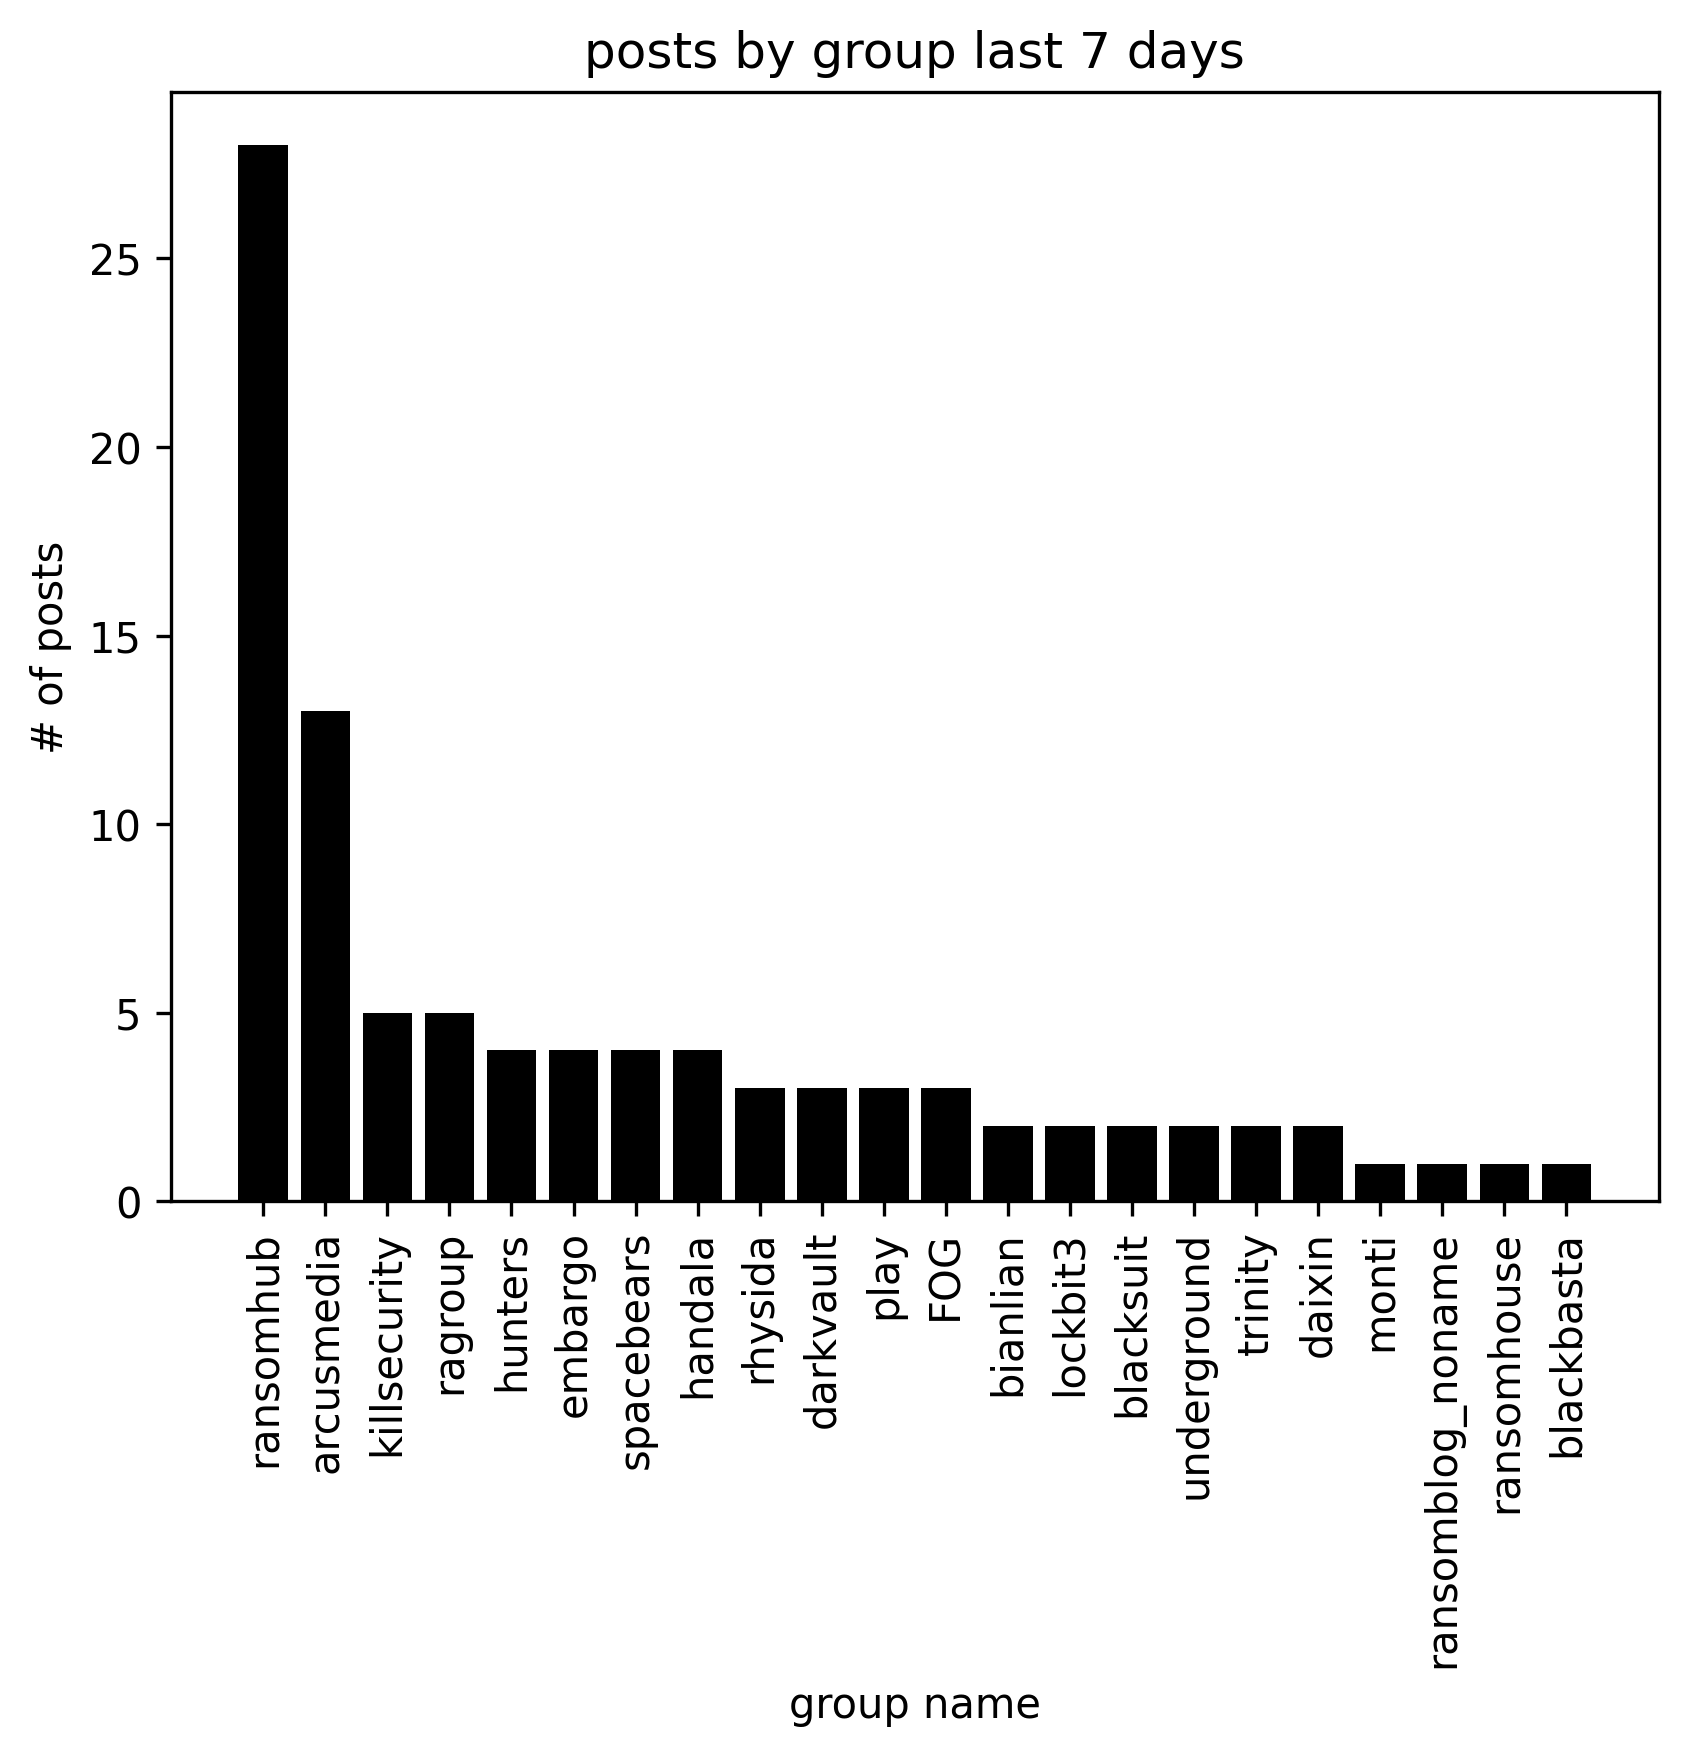 posts by group last 7 days
# of posts
25
20
15
10
5
0
ransomhub
arcusmedia
killsecurity
ragroup
hunters
embargo
spacebears
handala
rhysida
darkvault
play
FOG
bianlian
lockbit3
blacksuit
underground
trinity
daixin
monti
ransomblog_noname
ransomhouse
blackbasta
group name